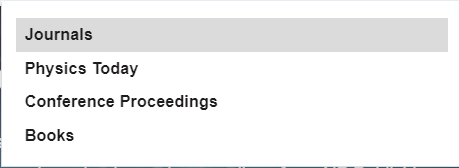 Journals
Physics Today
Conference Proceedings
Books